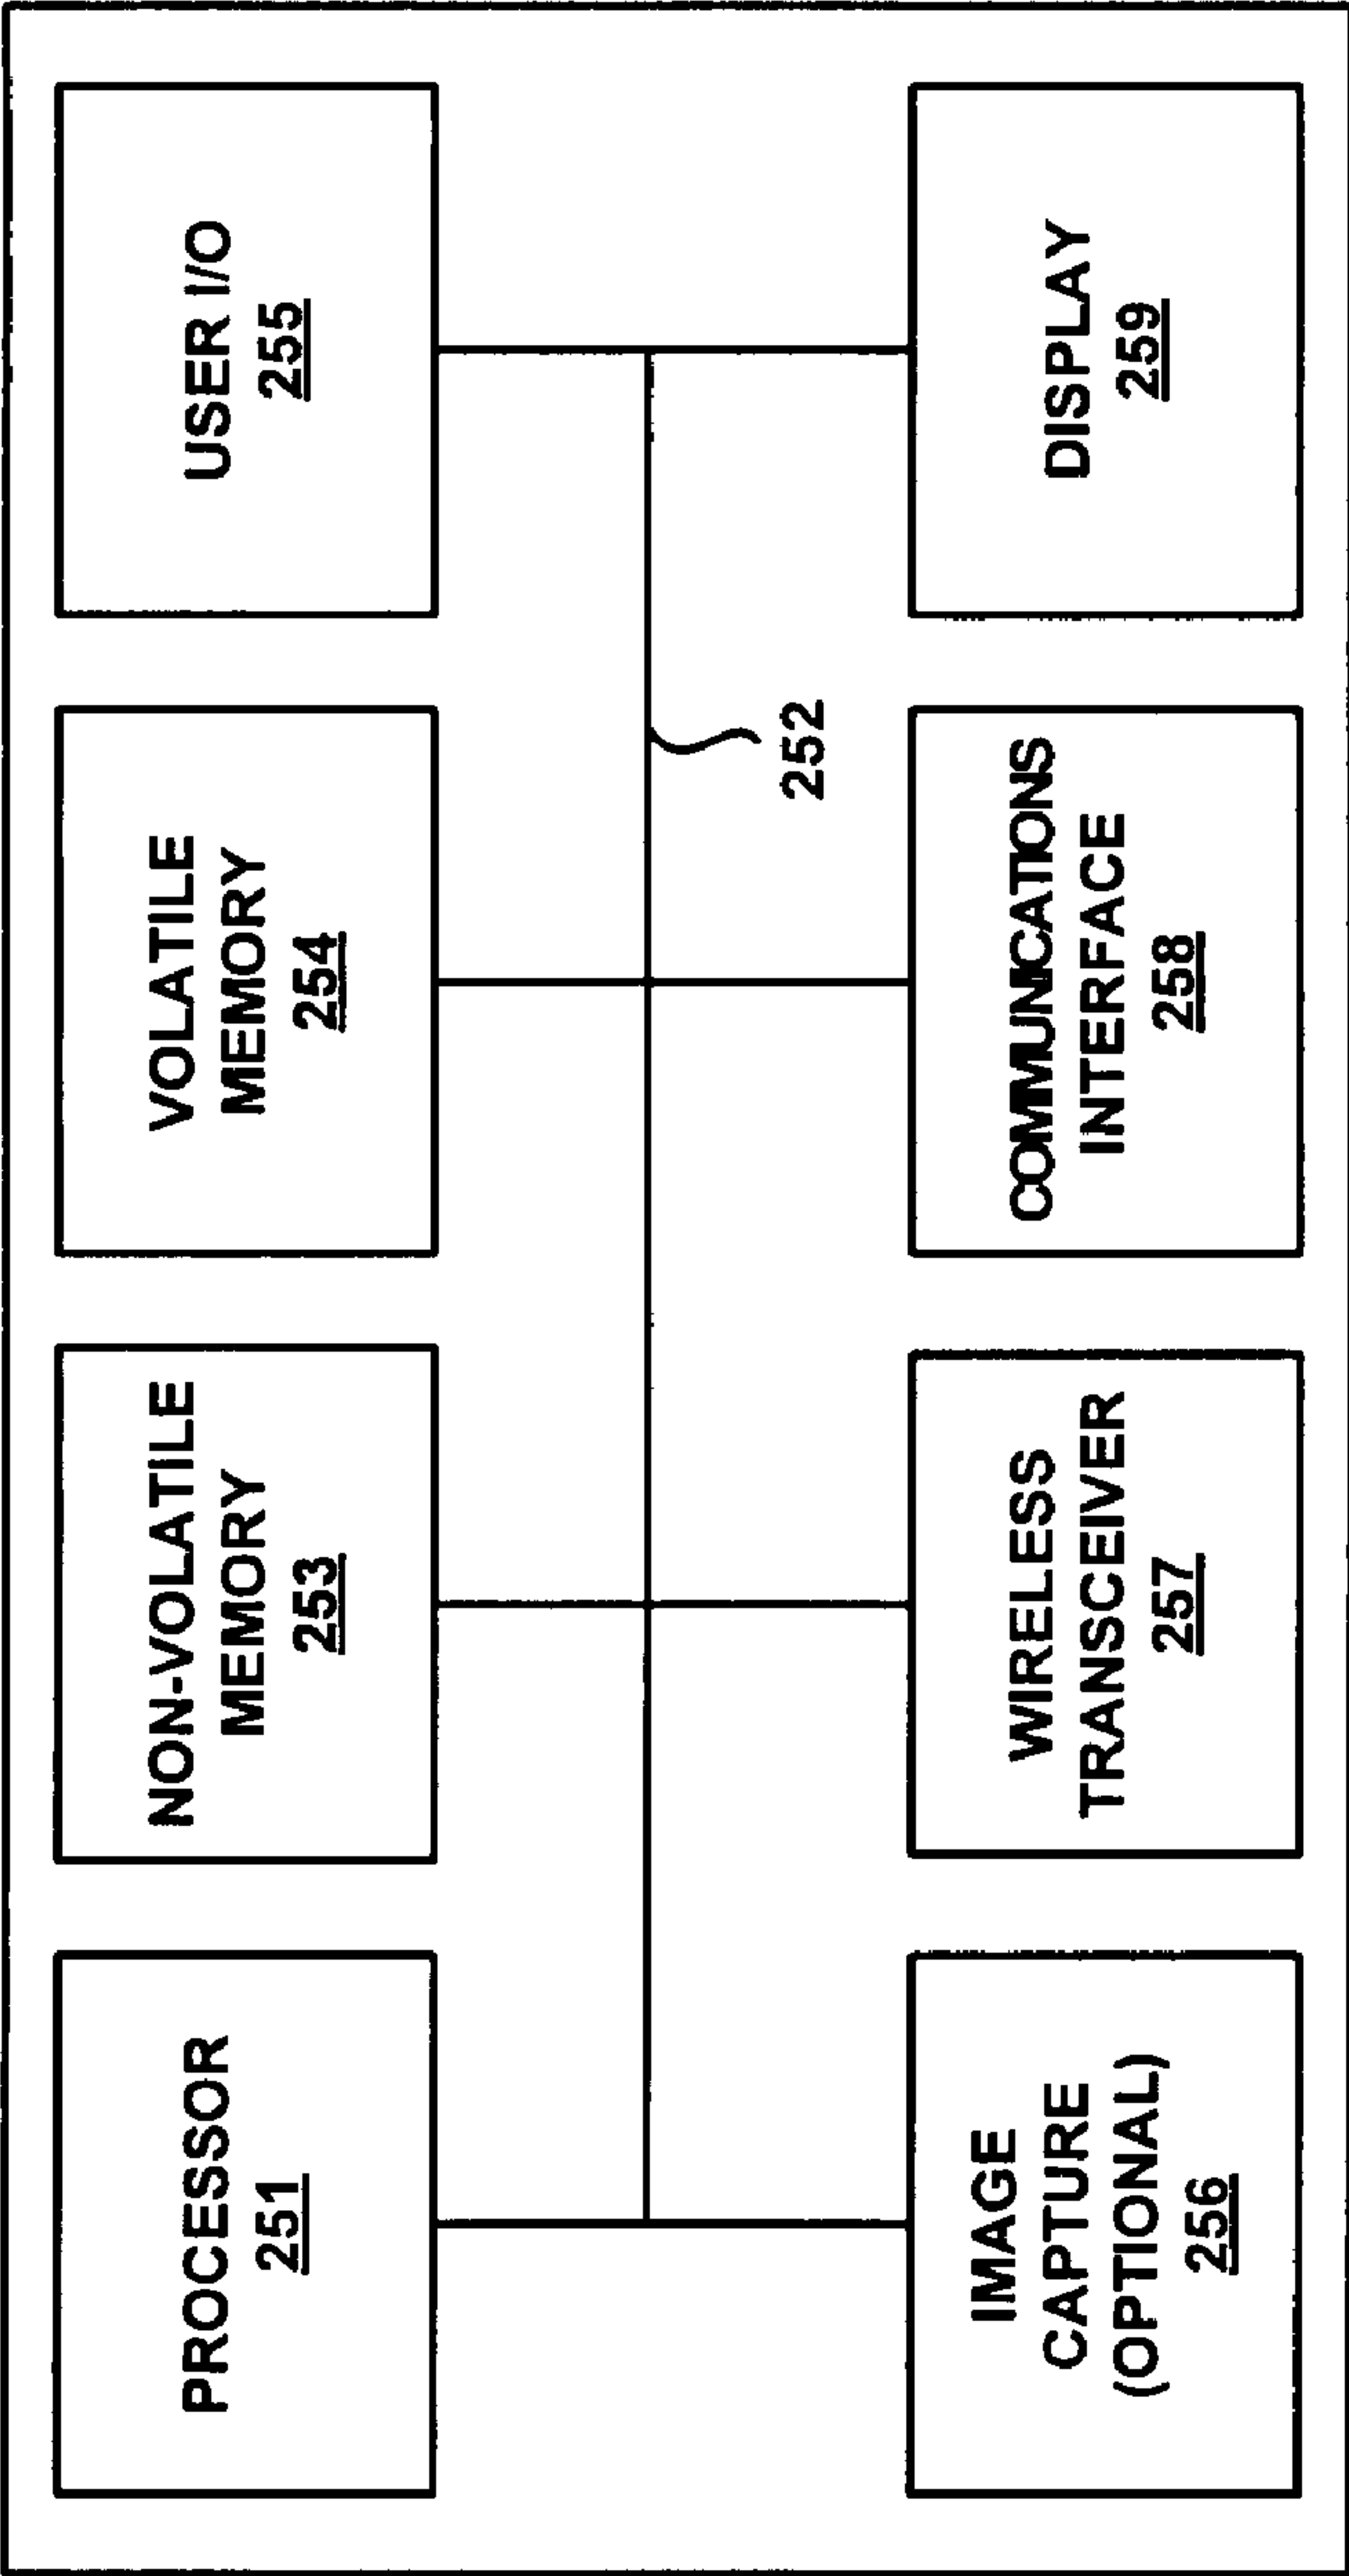 PROCESSOR
251
NON-VOLATILE
MEMORY
253
VOLATILE
MEMORY
254
USER I/O
255
252
IMAGE
CAPTURE
(OPTIONAL)
256
WIRELESS
TRANSCEIVER
257
COMMUNICATIONS
INTERFACE
258
DISPLAY
259